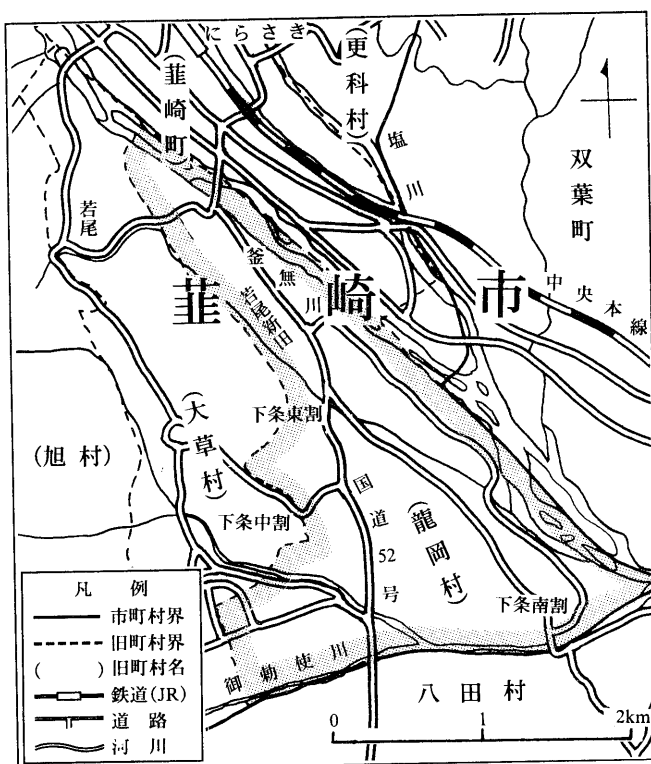 にらさき
(韮崎町)
(更科村)
塩川
双葉町
若尾
釜無川
若尾新旧
韮崎市
中央本線
(大草村)
下条東割
(旭村)
国道52号
(龍岡村)
下条中割
下条南割
御勅使川
八田村
凡 例
市町村界
旧町村界
( )旧町村名
鉄道(JR)
道路
河川
0 1 2km